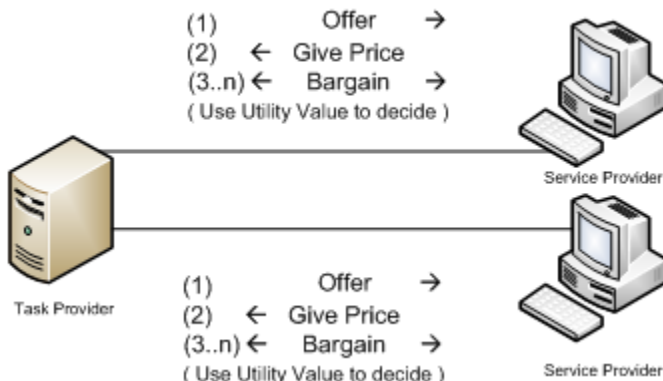 (1) Offer →
(2) ← Give Price
(3..n) ← Bargain →
( Use Utility Value to decide )
Service Provider
Task Provider
(1) Offer →
(2) ← Give Price
(3..n) ← Bargain →
( Use Utility Value to decide )
Service Provider